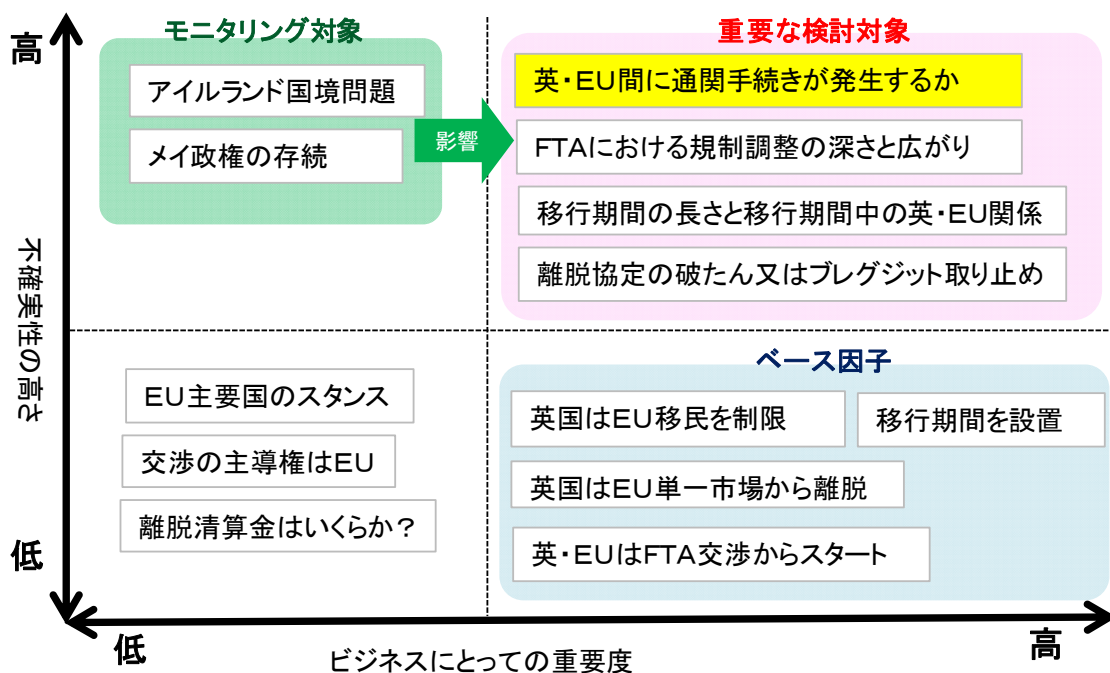 高
モニタリング対象
アイルランド国境問題
メイ政権の存続
影響
重要な検討対象
英・EU間に通関手続きが発生するか
FTAにおける規制調整の深さと広がり
移行期間の長さと移行期間中の英・EU関係
離脱協定の破たん又はブレグジット取り止め
不確実性の高さ
EU主要国のスタンス
交渉の主導権はEU
離脱清算金はいくらか？
ベース因子
英国はEU移民を制限
移行期間を設置
英国はEU単一市場から離脱
英・EUはFTA交渉からスタート
低
低
ビジネスにとっての重要度
高